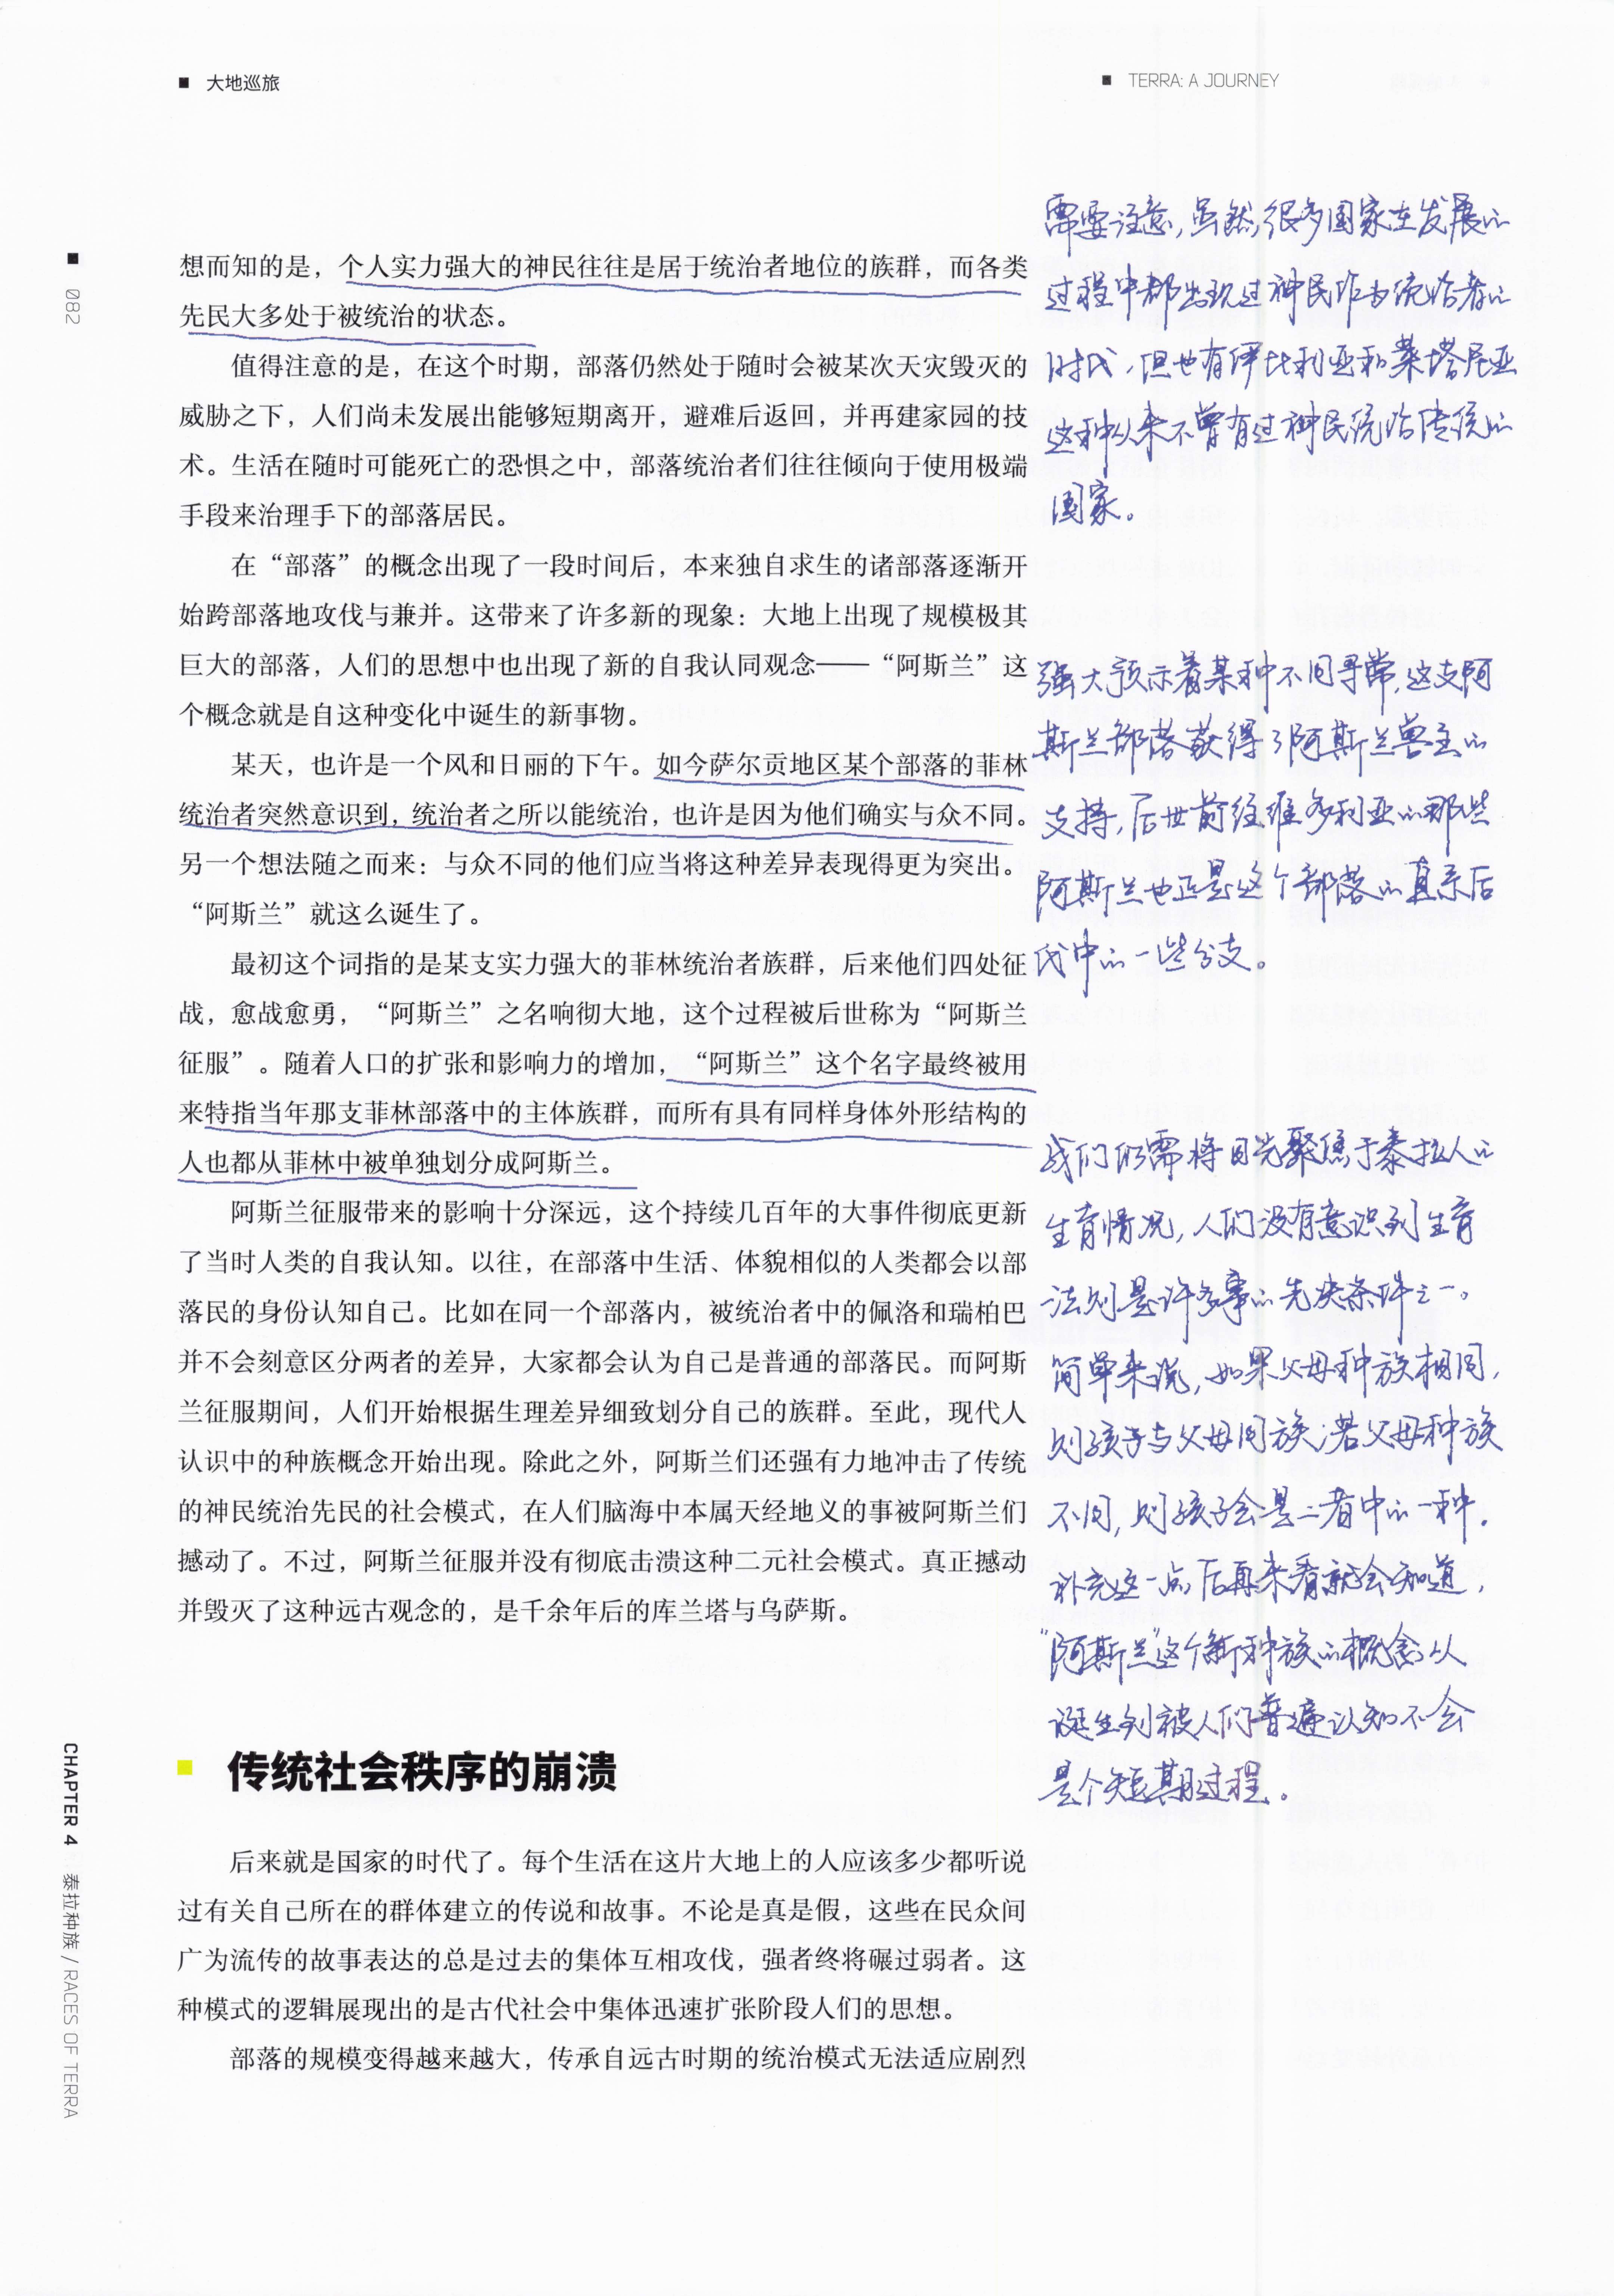 大地巡旅
TERRA: A JOURNEY
082
想而知的是，个人实力强大的神民往往是居于统治者地位的族群，而各类
先民大多处于被统治的状态。
值得注意的是，在这个时期，部落仍然处于随时会被某次天灾毁灭的
威胁之下，人们尚未发展出能够短期离开，避难后返回，并再建家园的技
术。生活在随时可能死亡的恐惧之中，部落统治者们往往倾向于使用极端
手段来治理手下的部落居民。
在“部落”的概念出现了一段时间后，本来独自求生的诸部落逐渐开
始跨部落地攻伐与兼并。这带来了许多新的现象：大地上出现了规模极其
巨大的部落，人们的思想中也出现了新的自我认同观念——“阿斯兰”这
个概念就是自这种变化中诞生的新事物。
某天，也许是一个风和日丽的下午。如今萨尔贡地区某个部落的菲林
统治者突然意识到，统治者之所以能统治，也许是因为他们确实与众不同。
另一个想法随之而来：与众不同的他们应当将这种差异表现得更为突出。
“阿斯兰”就这么诞生了。
最初这个词指的是某支实力强大的菲林统治者族群，后来他们四处征
战，愈战愈勇，“阿斯兰”之名响彻大地，这个过程被后世称为“阿斯兰
征服”。随着人口的扩张和影响力的增加，“阿斯兰”这个名字最终被用
来特指当年那支菲林部落中的主体族群，而所有具有同样身体外形结构的
人也都从菲林中被单独划分成阿斯兰。
阿斯兰征服带来的影响十分深远，这个持续几百年的大事件彻底更新
了当时人类的自我认知。以往，在部落中生活、体貌相似的人类都会以部
落民的身份认知自己。比如在同一个部落内，被统治者中的佩洛和瑞柏巴
并不会刻意区分两者的差异，大家都会认为自己是普通的部落民。而阿斯
兰征服期间，人们开始根据生理差异细致划分自己的族群。至此，现代人
认识中的种族概念开始出现。除此之外，阿斯兰们还强有力地冲击了传统
的神民统治先民的社会模式，在人们脑海中本属天经地义的事被阿斯兰们
撼动了。不过，阿斯兰征服并没有彻底击溃这种二元社会模式。真正撼动
并毁灭了这种远古观念的，是千余年后的库兰塔与乌萨斯。
传统社会秩序的崩溃
后来就是国家的时代了。每个生活在这片大地上的人应该多少都听说
过有关自己所在的群体建立的传说和故事。不论是真是假，这些在民众间
广为流传的故事表达的总是过去的集体互相攻伐，强者终将碾过弱者。这
种模式的逻辑展现出的是古代社会中集体迅速扩张阶段人们的思想。
部落的规模变得越来越大，传承自远古时期的统治模式无法适应剧烈
需要注意，虽然很多国家在发展的
过程中都出现过神民作为统治者的
时代，但也有伊比利亚和莱塔尼亚
这种从来不曾有过神民统治传统的
国家。
强大预示着某种不同寻常，这支阿
斯兰部落获得了阿斯兰兽主的
支持，后世前往维多利亚的那些
阿斯兰也正是这个部落的直系后
代中的一些分支。
我们仍需将目光聚焦于泰拉人的
生育情况，人们没有意识到生育
法则是许多事的先决条件之一。
简单来说，如果父母种族相同，
则孩子与父母同族；若父母种族
不同，则孩子会是二者中的一种。
补充这一点后再来看就会知道，
“阿斯兰”这个新种族的概念从
诞生到被人们普遍认知不会
是个短期过程。
CHAPTER 4 泰拉种族 / RACES OF TERRA